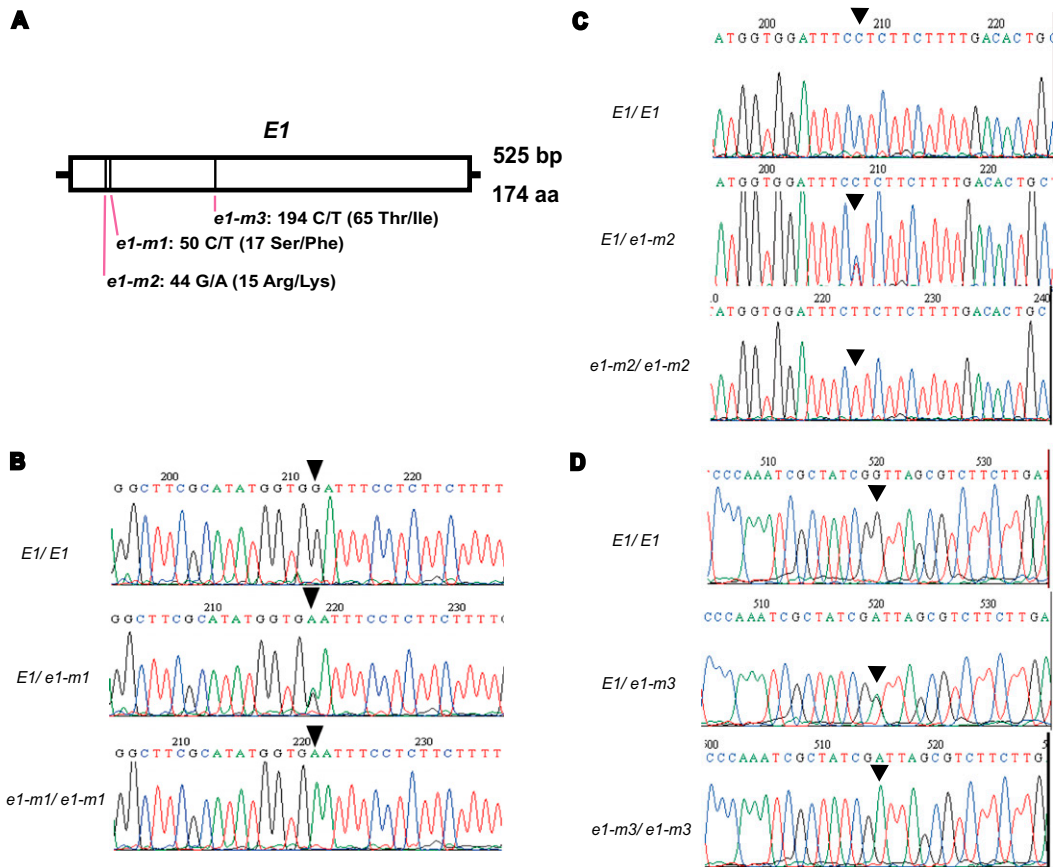 A
E1
525 bp
174 aa
e1-m3: 194 C/T (65 Thr/Ile)
e1-m1: 50 C/T (17 Ser/Phe)
e1-m2: 44 G/A (15 Arg/Lys)
B
200 210 220
GGCTTCGCATATGGTGGATTTCCTCTTCTTTT
E1/ E1
210 220 230
GGCTTCGCATATGGTGAATTTCCTCTTCTTTT
E1/ e1-m1
210 220 230
GGCTTCGCATATGGTGAATTTCCTCTTCTTTT
e1-m1/ e1-m1
C
200 210 220
ATGGTGGATTTCCTCTTCTTTTGACACTGC
E1/ E1
200 210 220
ATGGTGGATTTCCTCTTCTTTTGACACTGCT
E1/ e1-m2
220 230 240
ATGGTGGATTTCTTCTTCTTTTGACACTGC
e1-m2/ e1-m2
D
510 520 530
CCCAAATCGCTATCGGTTAGCGTCTTCTTGAT
E1/ E1
510 520 530
CCCAAATCGCTATCGATTAGCGTCTTCTTGA
E1/ e1-m3
510 520
CCCAAATCGCTATCGATTAGCGTCTTCTTG
e1-m3/ e1-m3